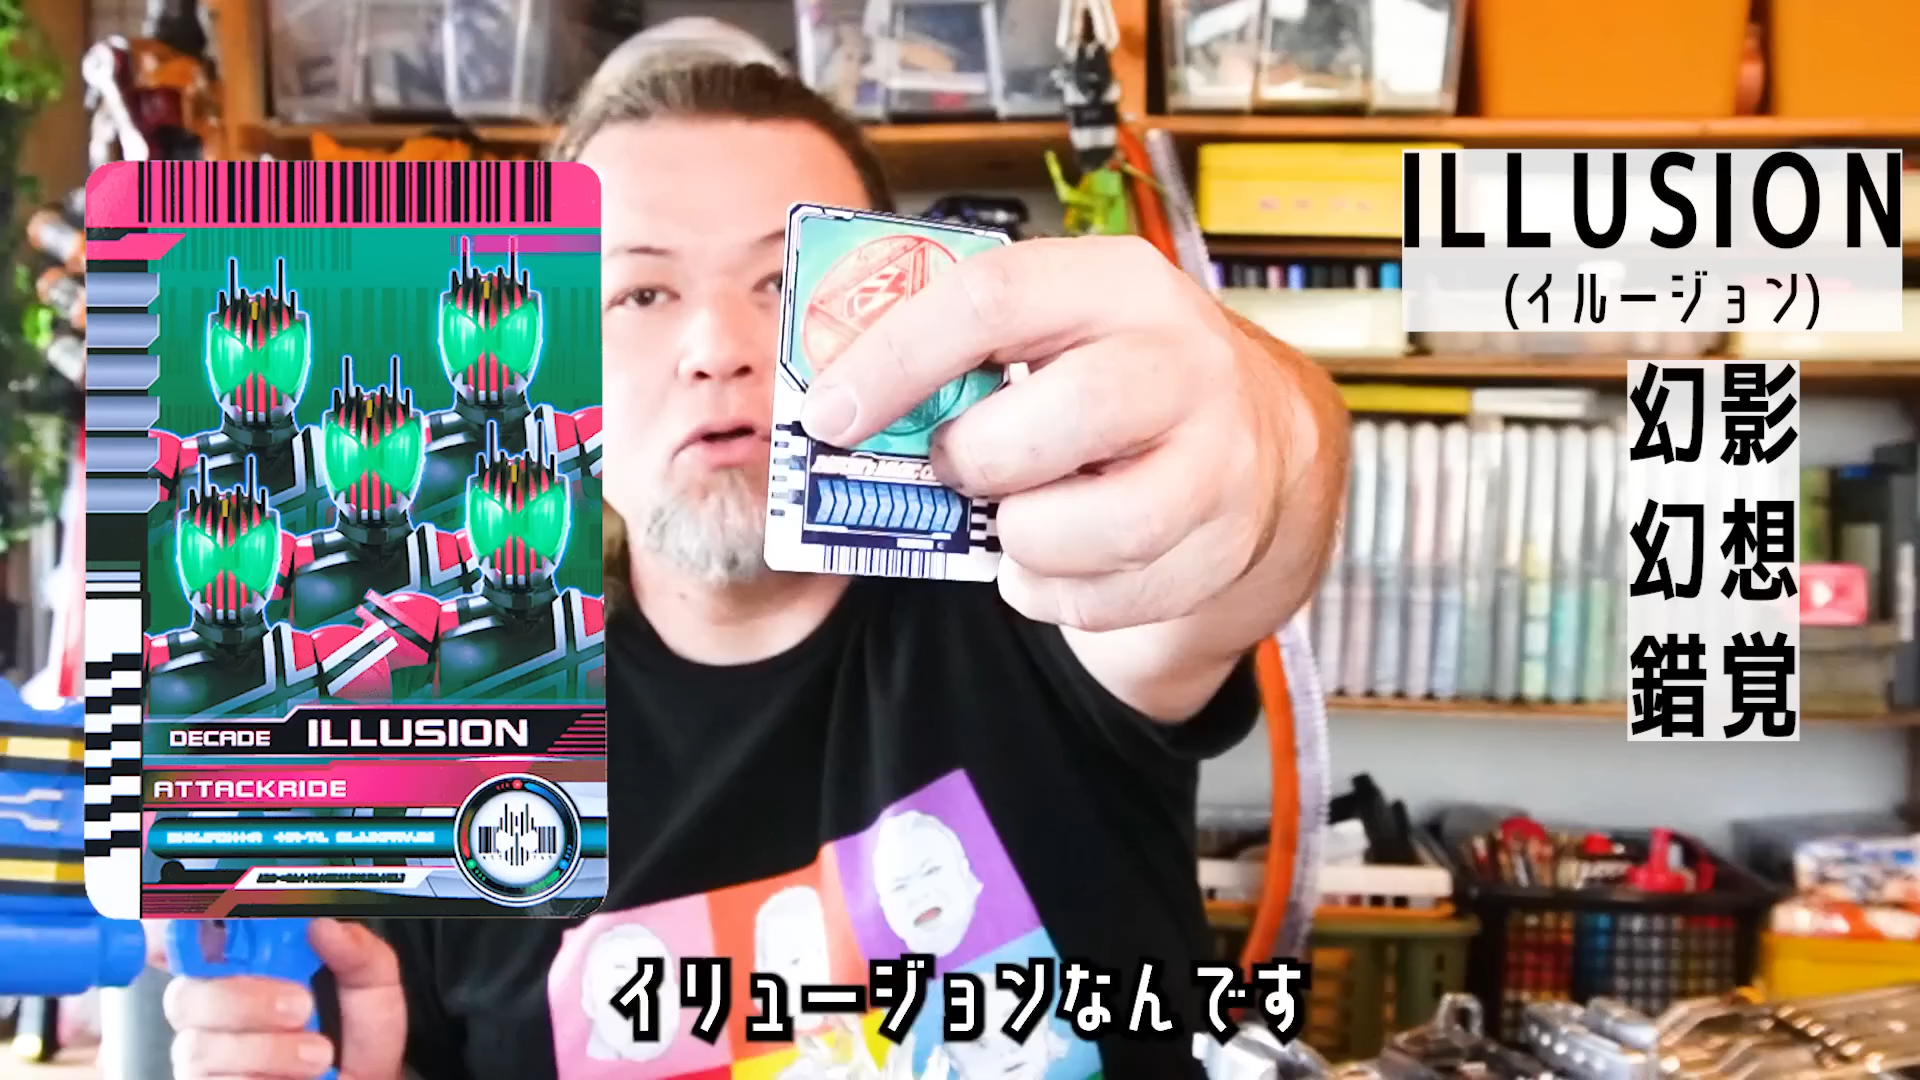 ILLUSION
(イルージョン)
幻影
幻想
錯覚
DECADE ILLUSION
ATTACKRIDE
イリュージョンなんです